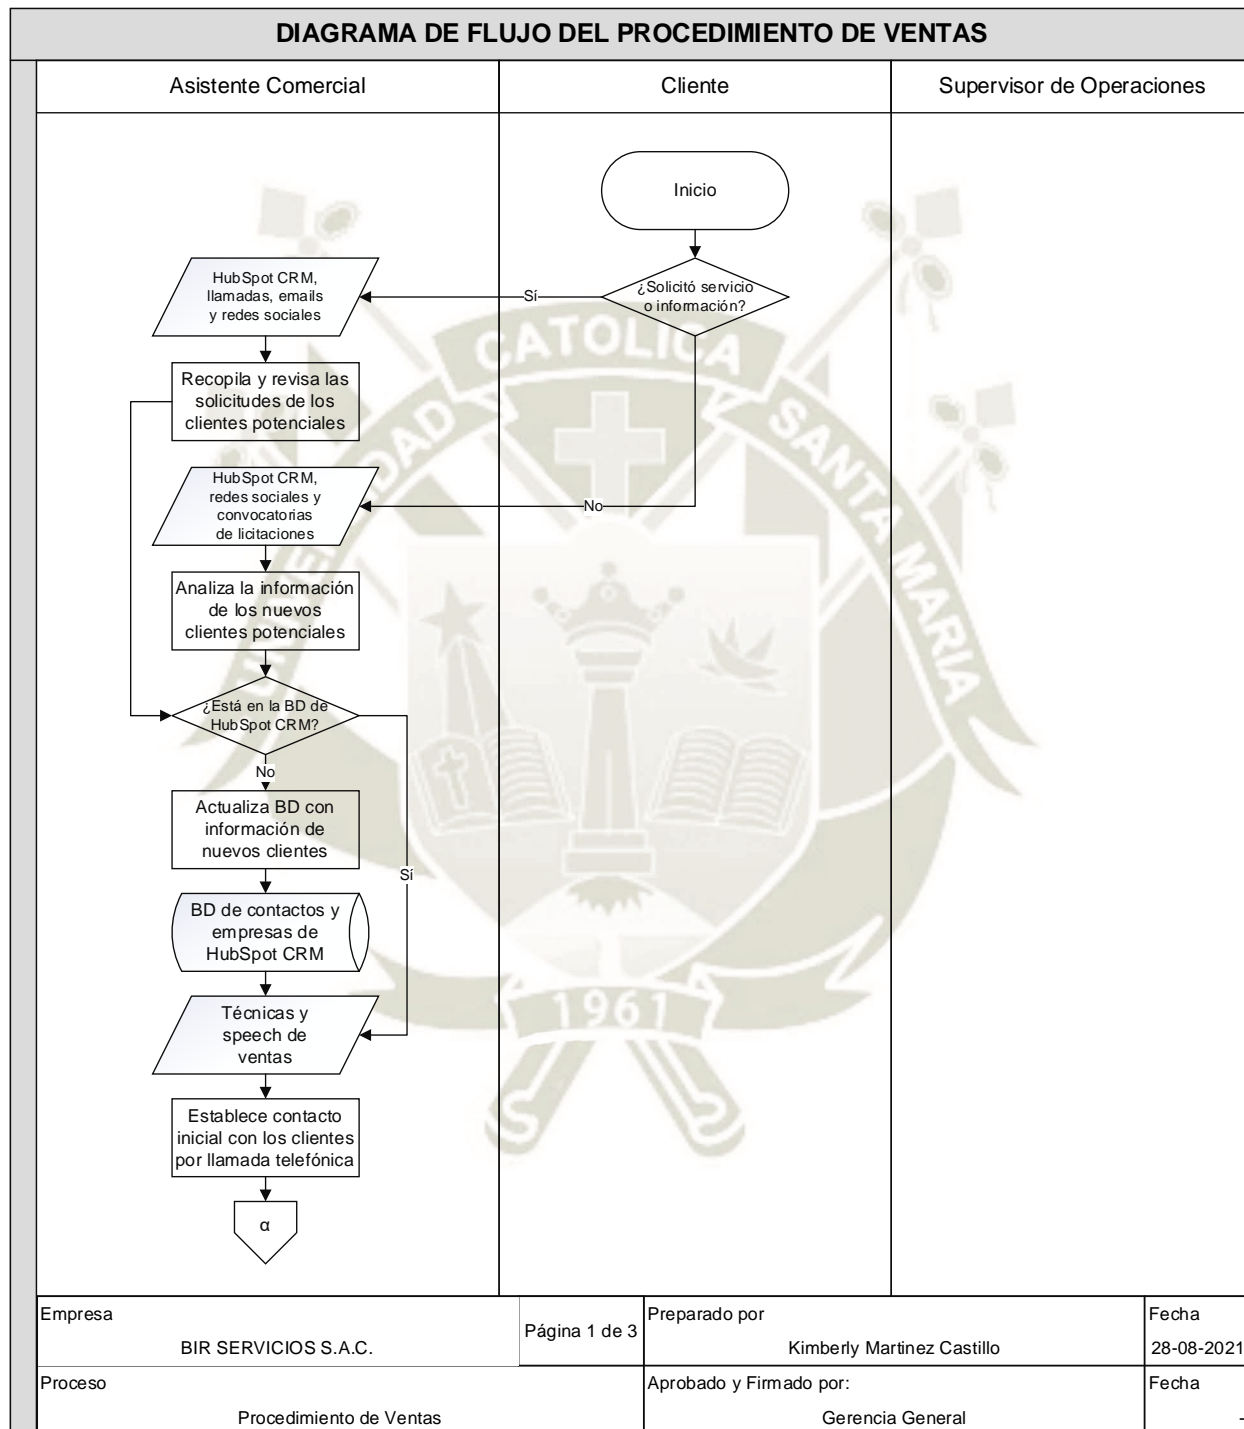 DIAGRAMA DE FLUJO DEL PROCEDIMIENTO DE VENTAS
Asistente Comercial
Cliente
Supervisor de Operaciones
Inicio
¿Solicitó servicio
o información?
Sí
HubSpot CRM,
llamadas, emails
y redes sociales
Recopila y revisa las
solicitudes de los
clientes potenciales
No
HubSpot CRM,
redes sociales y
convocatorias
de licitaciones
Analiza la información
de los nuevos
clientes potenciales
¿Está en la BD de
HubSpot CRM?
No
Sí
Actualiza BD con
información de
nuevos clientes
BD de contactos y
empresas de
HubSpot CRM
Técnicas y
speech de
ventas
Establece contacto
inicial con los clientes
por llamada telefónica
α
UNIVERSIDAD CATOLICA SANTA MARIA
1961
Empresa
BIR SERVICIOS S.A.C.
Página 1 de 3
Preparado por
Kimberly Martinez Castillo
Fecha
28-08-2021
Proceso
Procedimiento de Ventas
Aprobado y Firmado por:
Gerencia General
Fecha
-